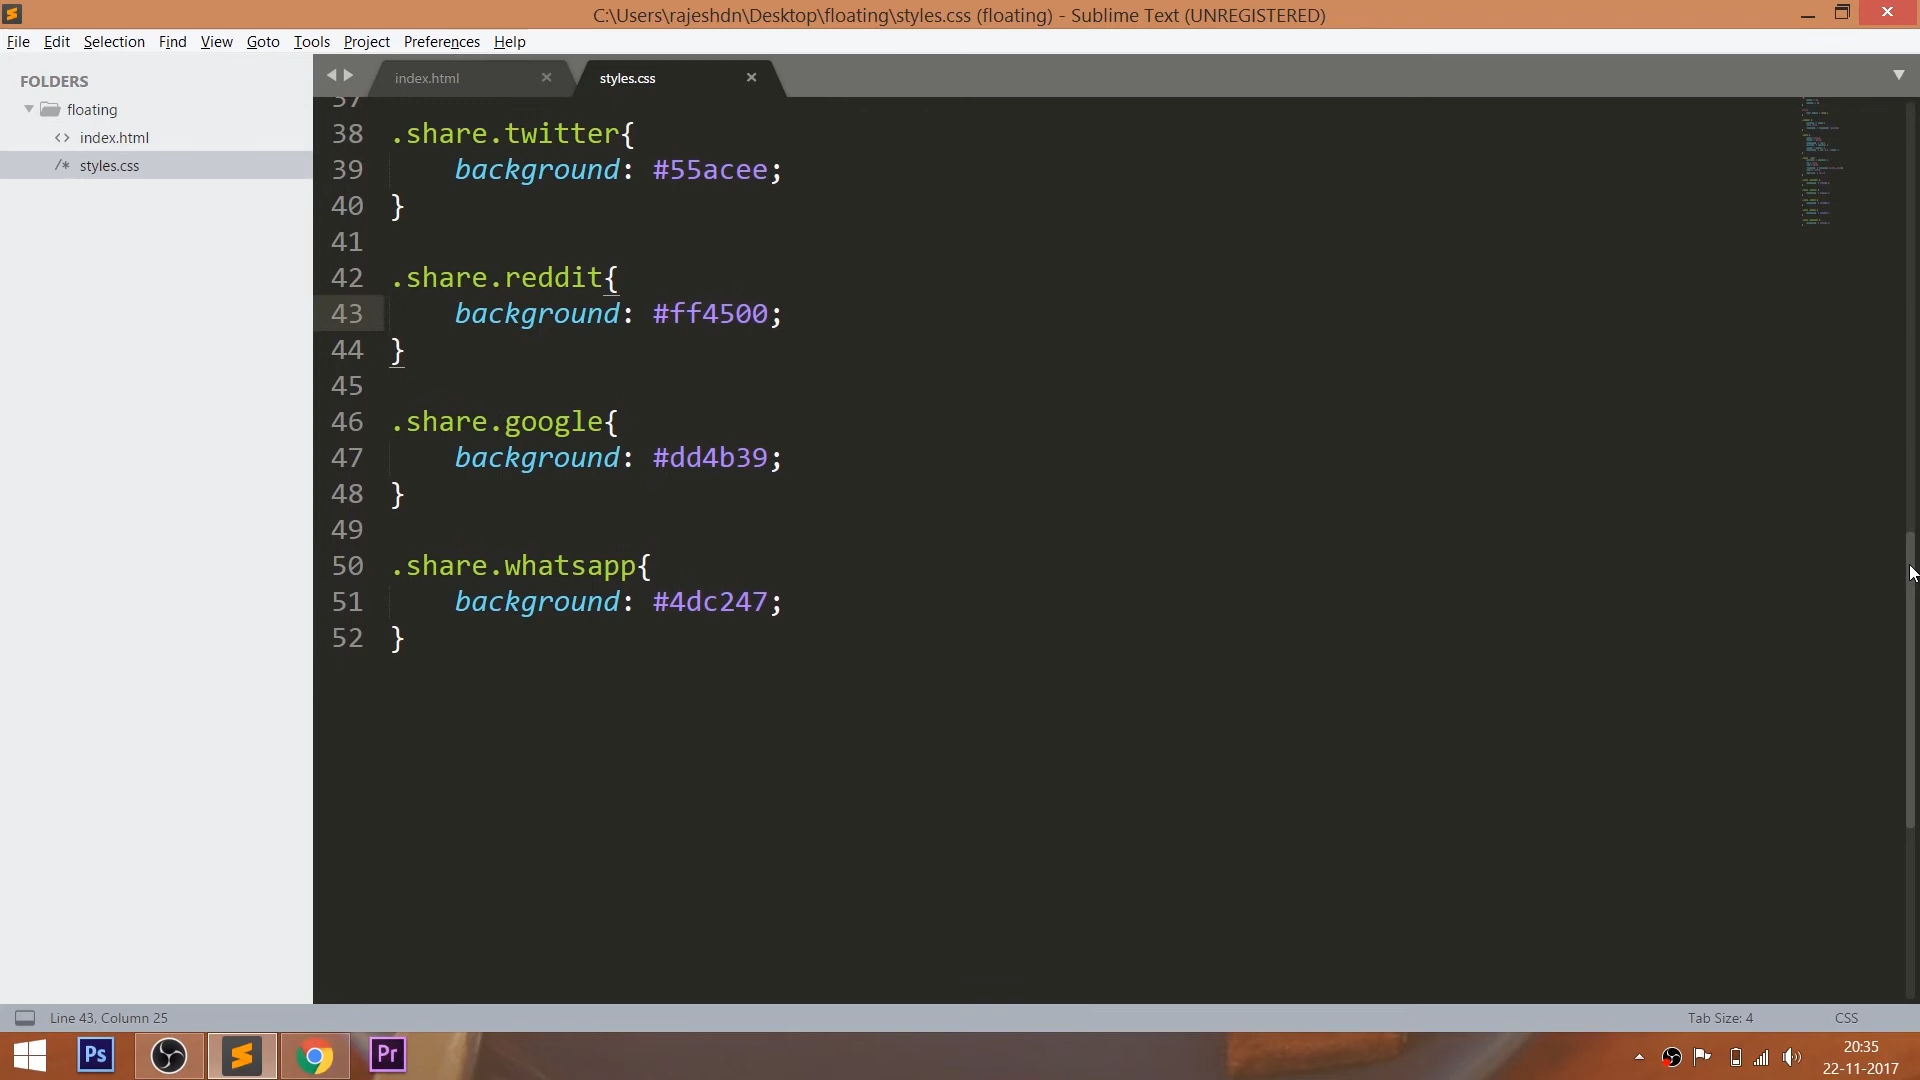 C:\Users\rajeshdn\Desktop\floating\styles.css (floating) - Sublime Text (UNREGISTERED)
File Edit Selection Find View Goto Tools Project Preferences Help
FOLDERS
floating
<> index.html
/* styles.css
index.html × styles.css ×
37
38 .share.twitter{
39     background: #55acee;
40 }
41
42 .share.reddit{
43     background: #ff4500;
44 }
45
46 .share.google{
47     background: #dd4b39;
48 }
49
50 .share.whatsapp{
51     background: #4dc247;
52 }
Line 43, Column 25 Tab Size: 4 CSS
Ps Pr
20:35
22-11-2017